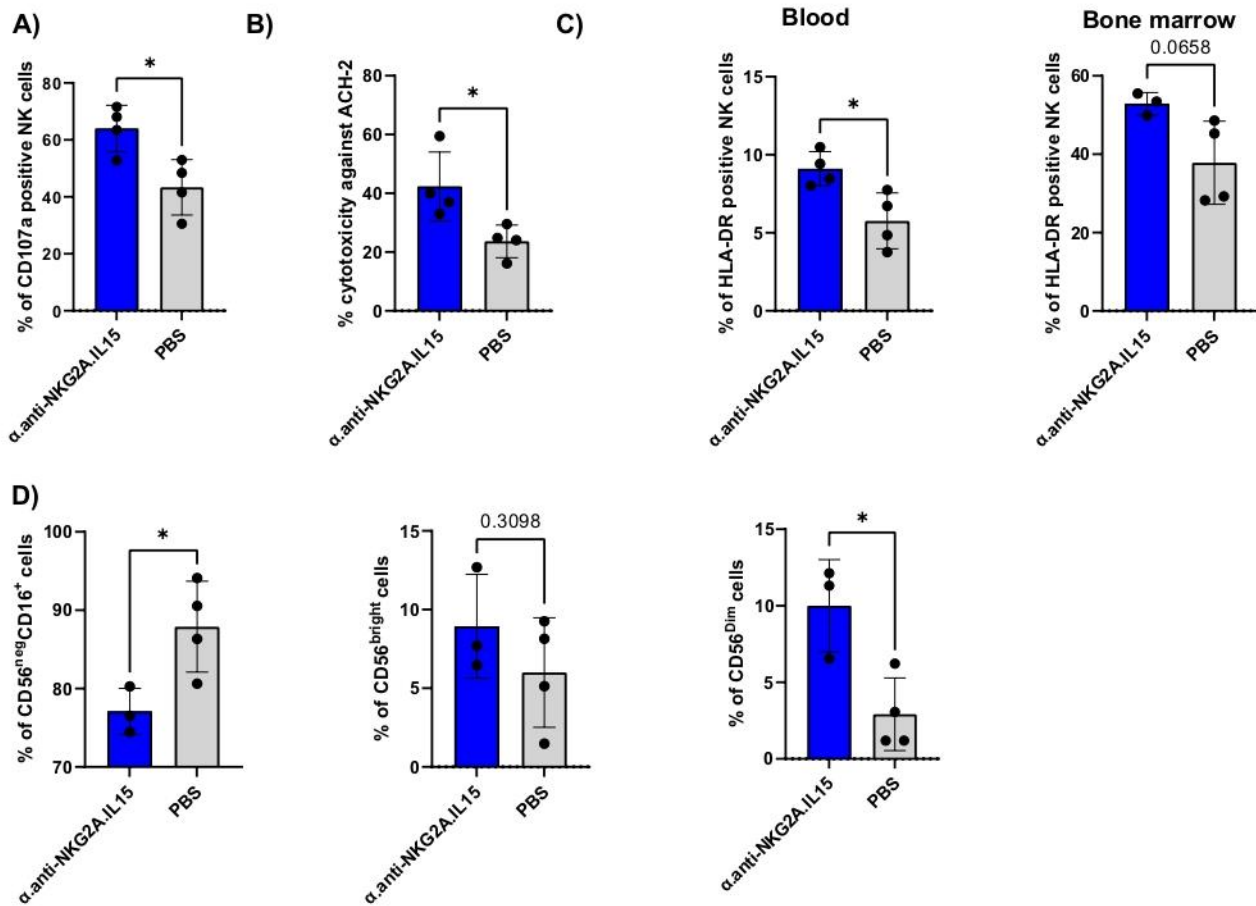 A)
% of CD107a positive NK cells
80
60
40
20
0
*
α.anti-NKG2A.IL15
PBS
B)
% cytotoxicity against ACH-2
80
60
40
20
0
*
α.anti-NKG2A.IL15
PBS
C)
Blood
% of HLA-DR positive NK cells
15
10
5
0
*
α.anti-NKG2A.IL15
PBS
Bone marrow
% of HLA-DR positive NK cells
60
40
20
0
0.0658
α.anti-NKG2A.IL15
PBS
D)
% of CD56negCD16+ cells
100
90
80
70
*
α.anti-NKG2A.IL15
PBS
% of CD56bright cells
15
10
5
0
0.3098
α.anti-NKG2A.IL15
PBS
% of CD56Dim cells
15
10
5
0
*
α.anti-NKG2A.IL15
PBS